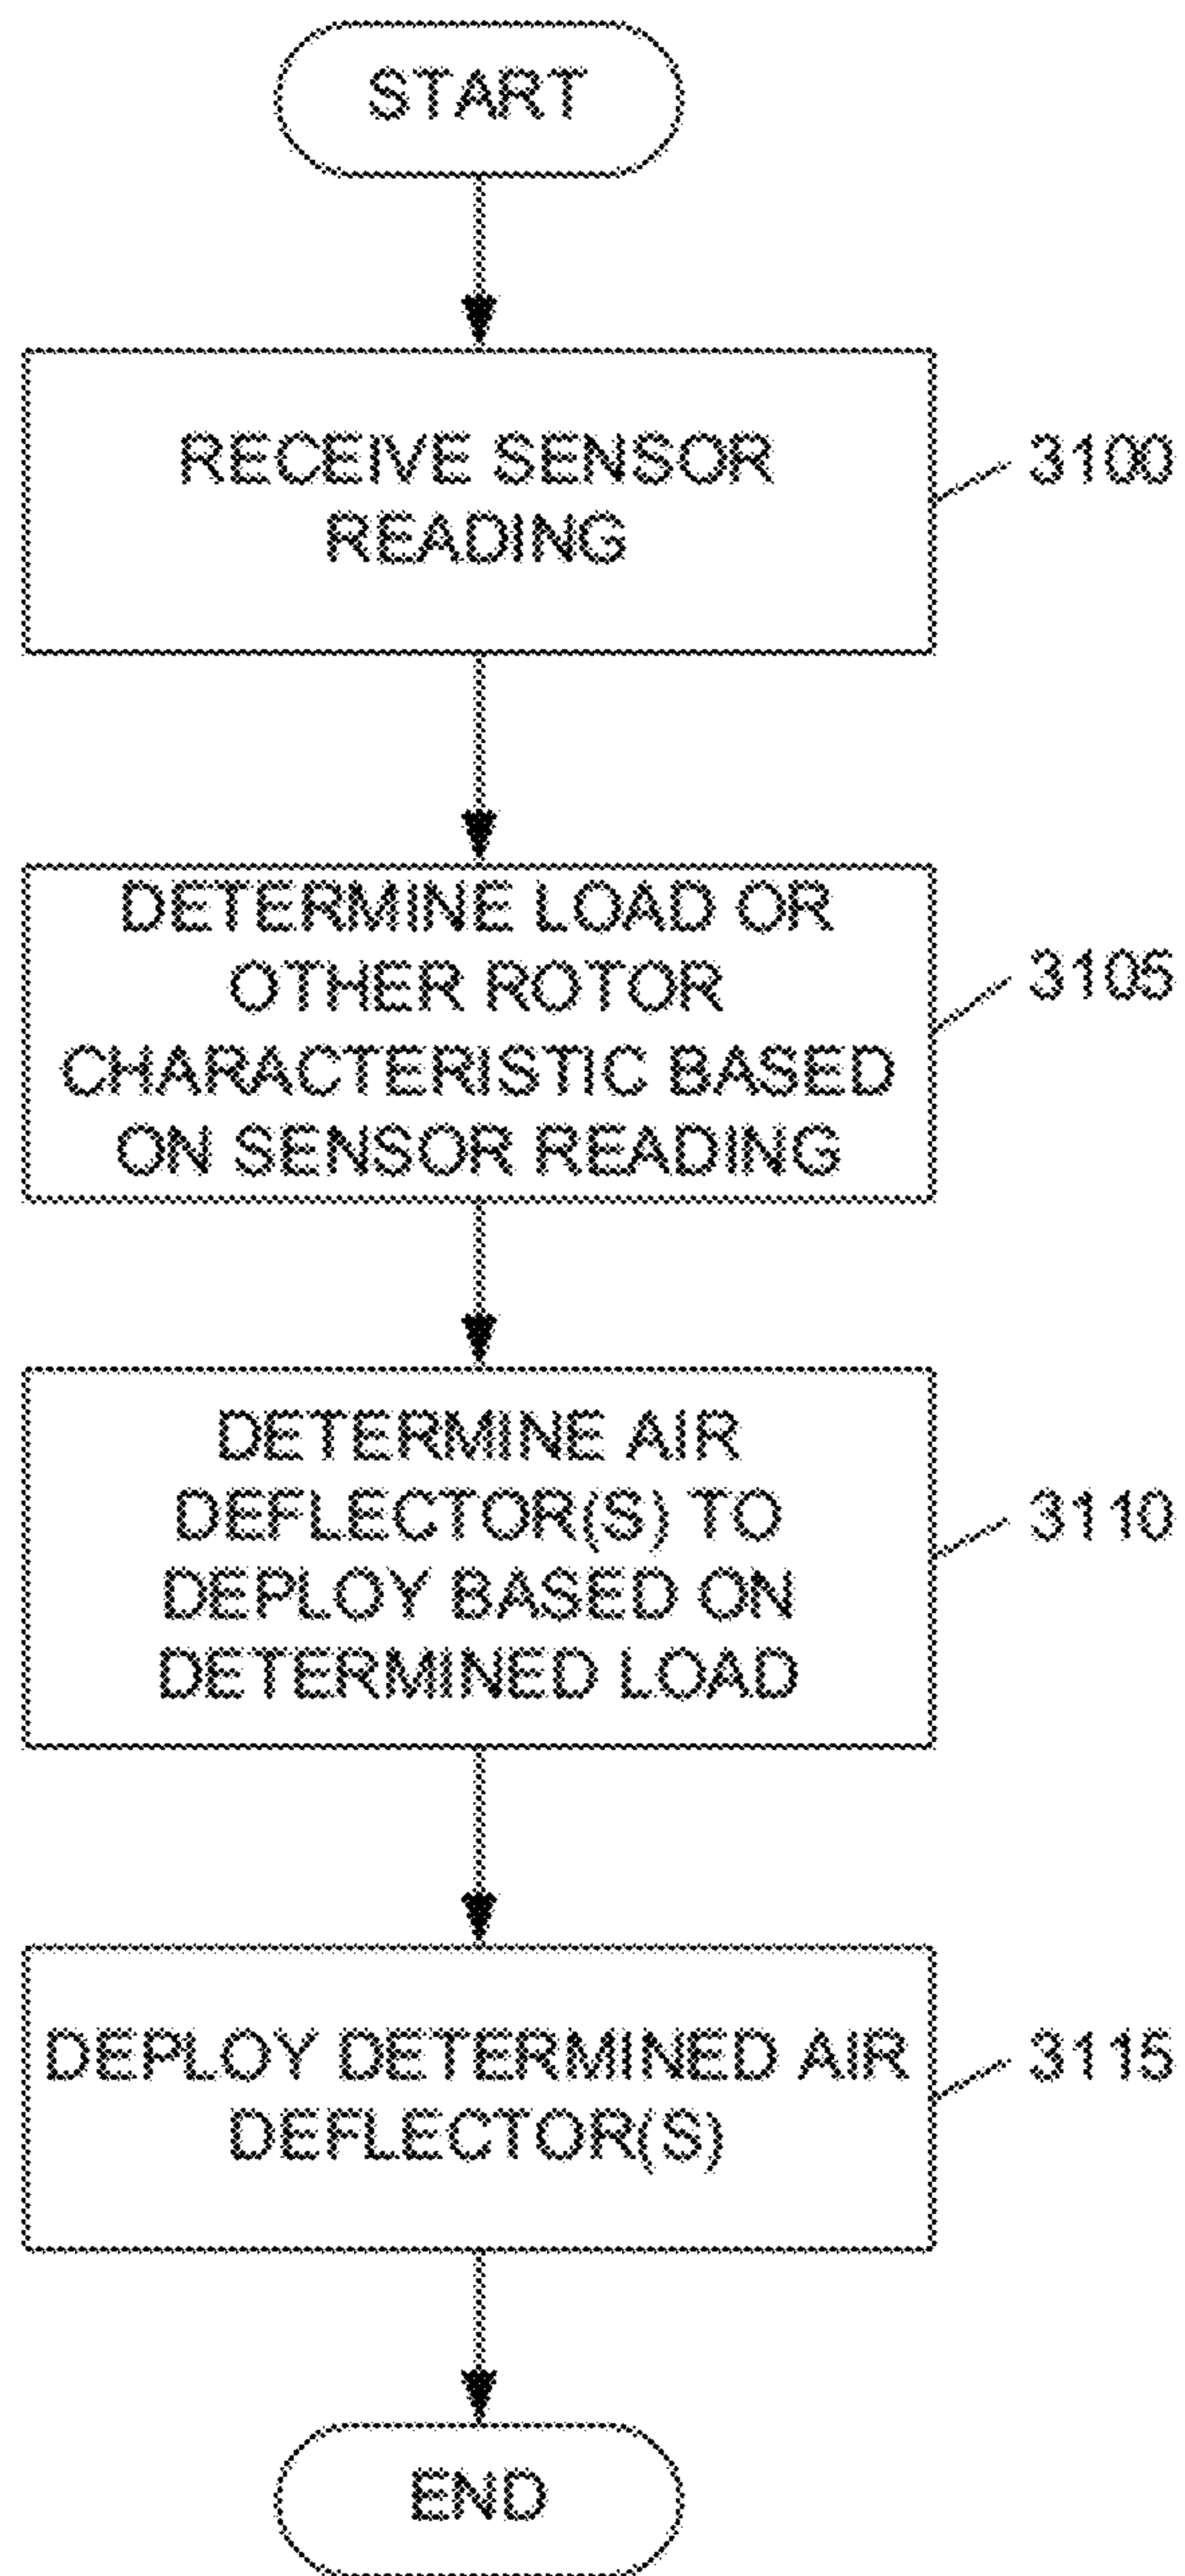 START
RECEIVE SENSOR
READING
3100
DETERMINE LOAD OR
OTHER ROTOR
CHARACTERISTIC BASED
ON SENSOR READING
3105
DETERMINE AIR
DEFLECTOR(S) TO
DEPLOY BASED ON
DETERMINED LOAD
3110
DEPLOY DETERMINED AIR
DEFLECTOR(S)
3115
END